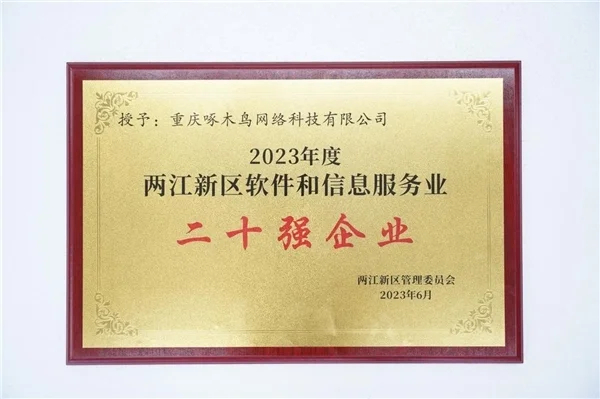 授予：重庆啄木鸟网络科技有限公司
2023年度
两江新区软件和信息服务业
二十强企业
两江新区管理委员会
2023年6月